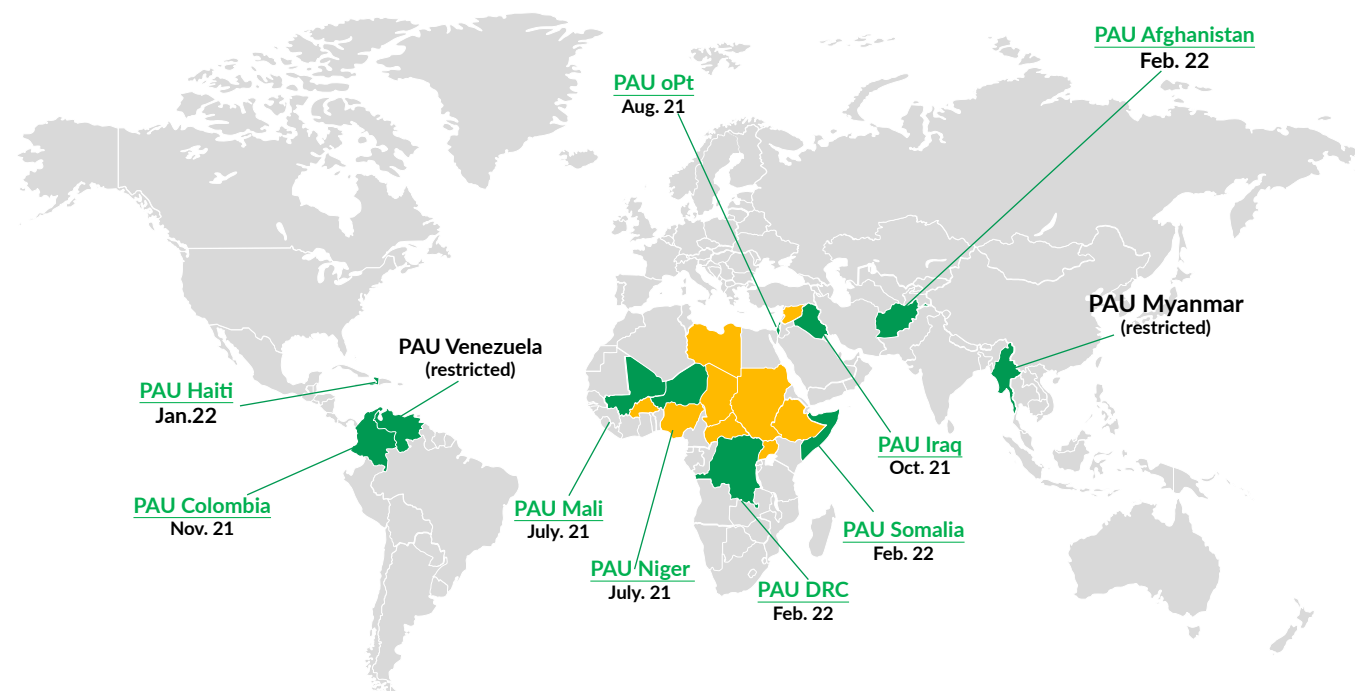 PAU Afghanistan
Feb. 22
PAU oPt
Aug. 21
PAU Myanmar
(restricted)
PAU Venezuela
(restricted)
PAU Haiti
Jan.22
PAU Iraq
Oct. 21
PAU Colombia
Nov. 21
PAU Mali
July. 21
PAU Somalia
Feb. 22
PAU Niger
July. 21
PAU DRC
Feb. 22